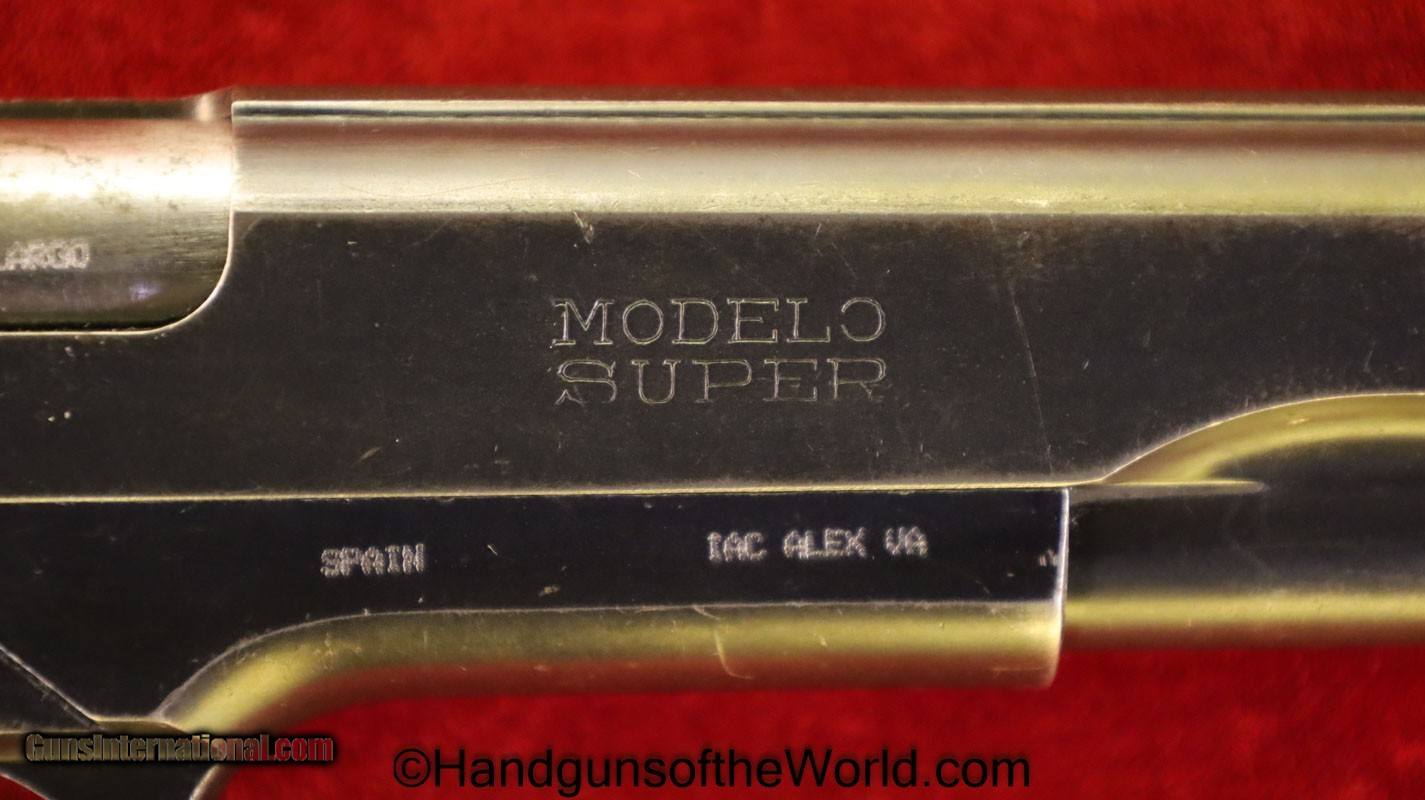 LARGO
MODELO
SUPER
SPAIN
IAC ALEX VA
GunsInternational.com
©HandgunsoftheWorld.com